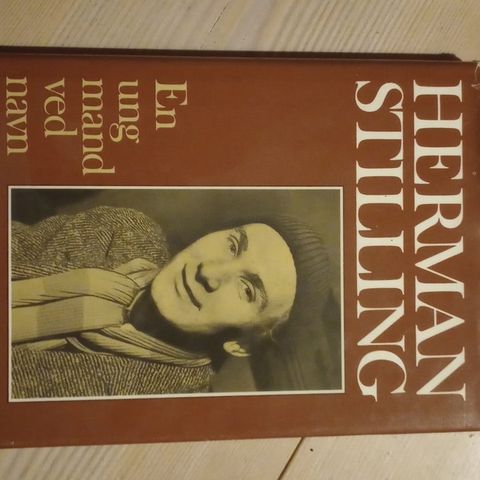 HERMAN
STILLING
En
ung
mand
ved
navn